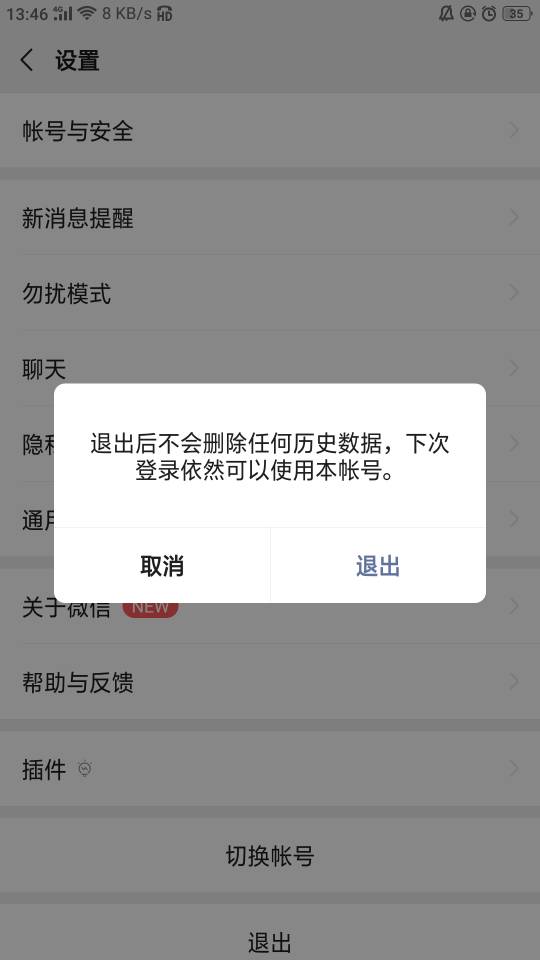 13:46 4G 8 KB/s HD 35
设置
帐号与安全
新消息提醒
勿扰模式
聊天
隐
通
退出后不会删除任何历史数据，下次
登录依然可以使用本帐号。
取消
退出
关于微信 NEW
帮助与反馈
插件
切换帐号
退出